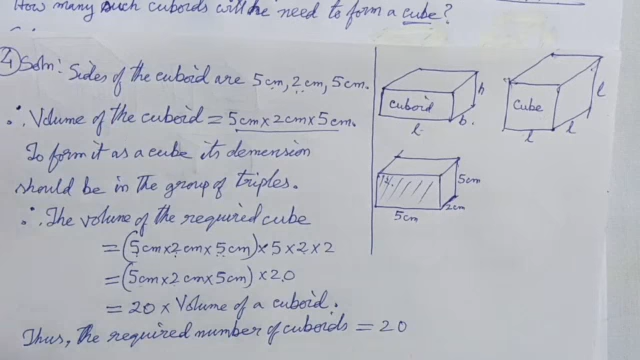 How many such cuboids will he need to form a cube?
4 Soln: Sides of the cuboid are 5cm, 2cm, 5cm.
∴ Volume of the cuboid = 5cm×2cm×5cm.
To form it as a cube its demension
should be in the group of triples.
∴ The volume of the required cube
= (5cm×2cm×5cm)×5×2×2
= (5cm×2cm×5cm)×20
= 20 × Volume of a cuboid.
Thus, the required number of cuboids = 20
cuboid
h
b.
l
Cube
l
l
l
5cm
2cm
5cm